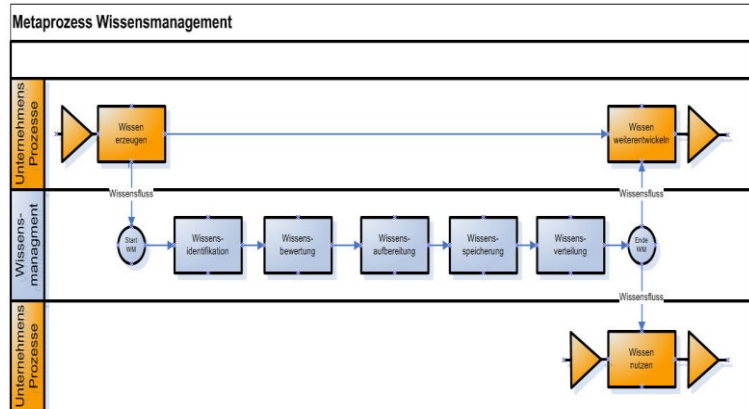 Metaprozess Wissensmanagement
Unternehmens
Prozesse
Wissen
erzeugen
Wissen
weiterentwickeln
Wissensfluss
Wissensfluss
Wissens-
managment
Start
WM
Wissens-
identifikation
Wissens-
bewertung
Wissens-
aufbereitung
Wissens-
speicherung
Wissens-
verteilung
Ende
WM
Wissensfluss
Unternehmens
Prozesse
Wissen
nutzen